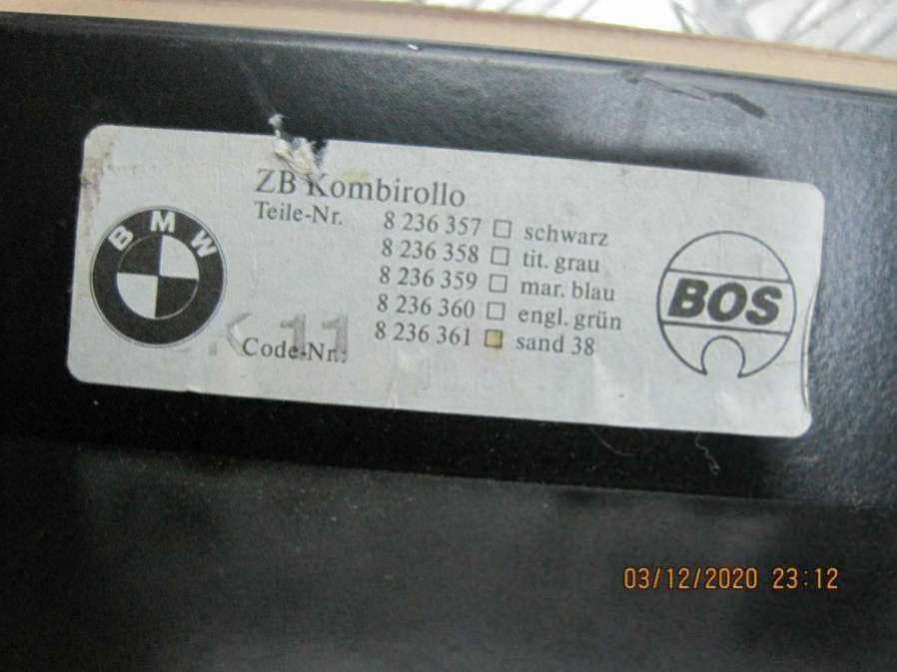 BMW
ZB Kombirollo
Teile-Nr.
8 236 357 schwarz
8 236 358 tit. grau
8 236 359 mar. blau
8 236 360 engl. grün
8 236 361 sand 38
Code-Nr.:
K 11
BOS
03/12/2020 23:12